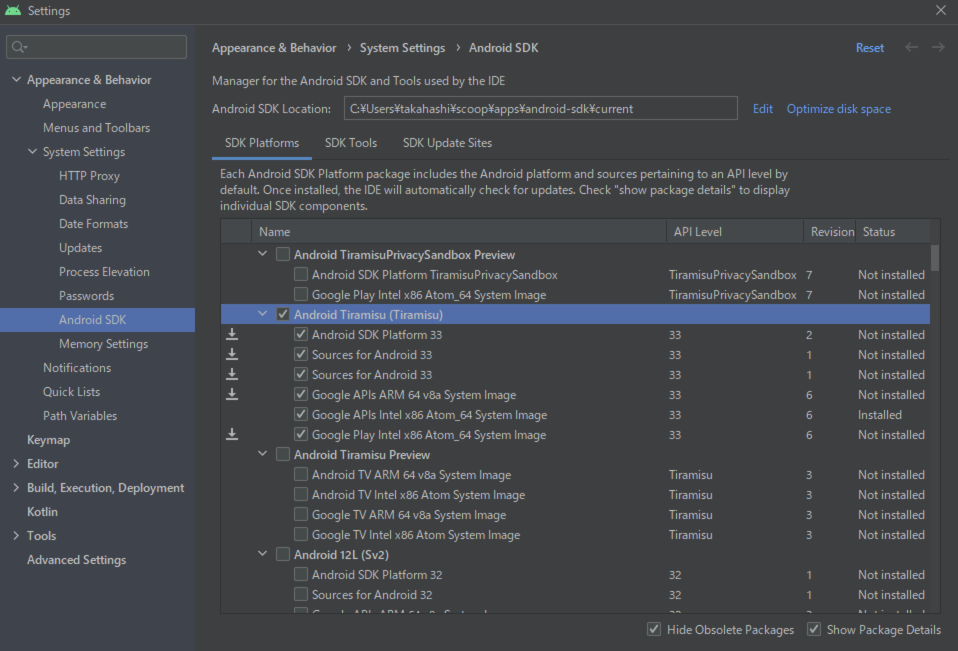 Settings
Appearance & Behavior
Appearance
Menus and Toolbars
System Settings
HTTP Proxy
Data Sharing
Date Formats
Updates
Process Elevation
Passwords
Android SDK
Memory Settings
Notifications
Quick Lists
Path Variables
Keymap
Editor
Build, Execution, Deployment
Kotlin
Tools
Advanced Settings
Appearance & Behavior › System Settings › Android SDK
Reset
Manager for the Android SDK and Tools used by the IDE
Android SDK Location: C:¥Users¥takahashi¥scoop¥apps¥android-sdk¥current Edit Optimize disk space
SDK Platforms SDK Tools SDK Update Sites
Each Android SDK Platform package includes the Android platform and sources pertaining to an API level by
default. Once installed, the IDE will automatically check for updates. Check "show package details" to display
individual SDK components.
Name API Level Revision Status
Android TiramisuPrivacySandbox Preview
Android SDK Platform TiramisuPrivacySandbox TiramisuPrivacySandbox 7 Not installed
Google Play Intel x86 Atom_64 System Image TiramisuPrivacySandbox 7 Not installed
Android Tiramisu (Tiramisu)
Android SDK Platform 33 33 2 Not installed
Sources for Android 33 33 1 Not installed
Sources for Android 33 33 1 Not installed
Google APIs ARM 64 v8a System Image 33 6 Not installed
Google APIs Intel x86 Atom_64 System Image 33 6 Installed
Google Play Intel x86 Atom_64 System Image 33 6 Not installed
Android Tiramisu Preview
Android TV ARM 64 v8a System Image Tiramisu 3 Not installed
Android TV Intel x86 Atom System Image Tiramisu 3 Not installed
Google TV ARM 64 v8a System Image Tiramisu 3 Not installed
Google TV Intel x86 Atom System Image Tiramisu 3 Not installed
Android 12L (Sv2)
Android SDK Platform 32 32 1 Not installed
Sources for Android 32 32 1 Not installed
Hide Obsolete Packages Show Package Details